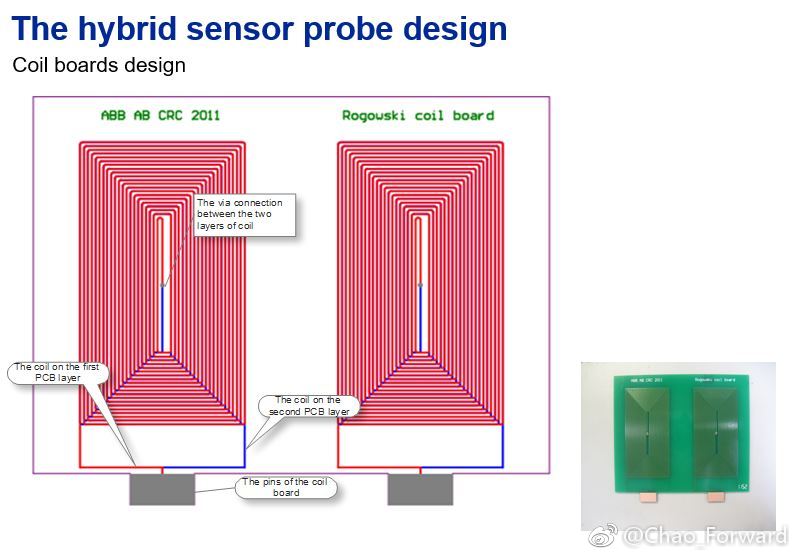 The hybrid sensor probe design
Coil boards design
ABB AB CRC 2011
Rogowski coil board
The via connection
between the two
layers of coil
The coil on the first
PCB layer
The coil on the
second PCB layer
The pins of the coil
board
ABB AB CRC 2011
Rogowski coil board
@Chao_Forward